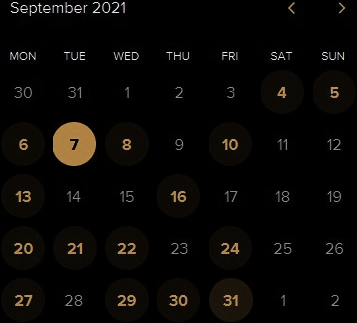 September 2021
MON TUE WED THU FRI SAT SUN
30 31 1 2 3 4 5
6 7 8 9 10 11 12
13 14 15 16 17 18 19
20 21 22 23 24 25 26
27 28 29 30 31 1 2